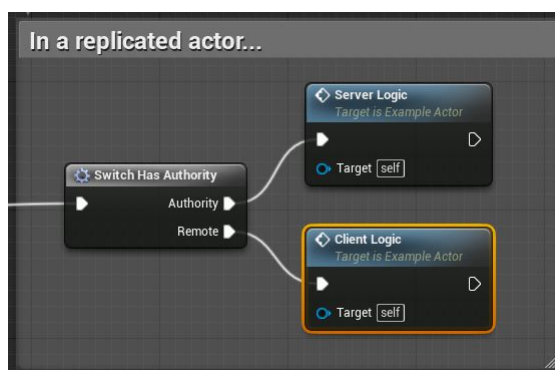 In a replicated actor...
Server Logic
Target is Example Actor
Target self
Switch Has Authority
Authority
Remote
Client Logic
Target is Example Actor
Target self